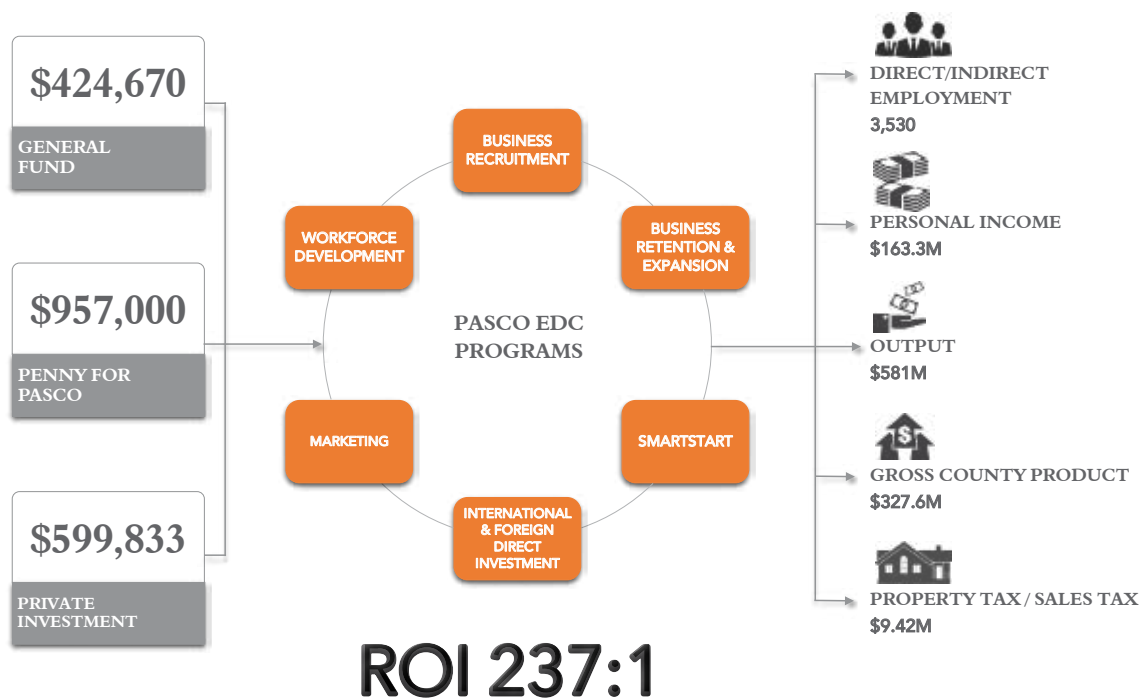 $424,670
GENERAL
FUND
$957,000
PENNY FOR
PASCO
$599,833
PRIVATE
INVESTMENT
BUSINESS
RECRUITMENT
WORKFORCE
DEVELOPMENT
BUSINESS
RETENTION &
EXPANSION
PASCO EDC
PROGRAMS
MARKETING
SMARTSTART
INTERNATIONAL
& FOREIGN
DIRECT
INVESTMENT
DIRECT/INDIRECT
EMPLOYMENT
3,530
PERSONAL INCOME
$163.3M
OUTPUT
$581M
$
GROSS COUNTY PRODUCT
$327.6M
PROPERTY TAX / SALES TAX
$9.42M
ROI 237:1